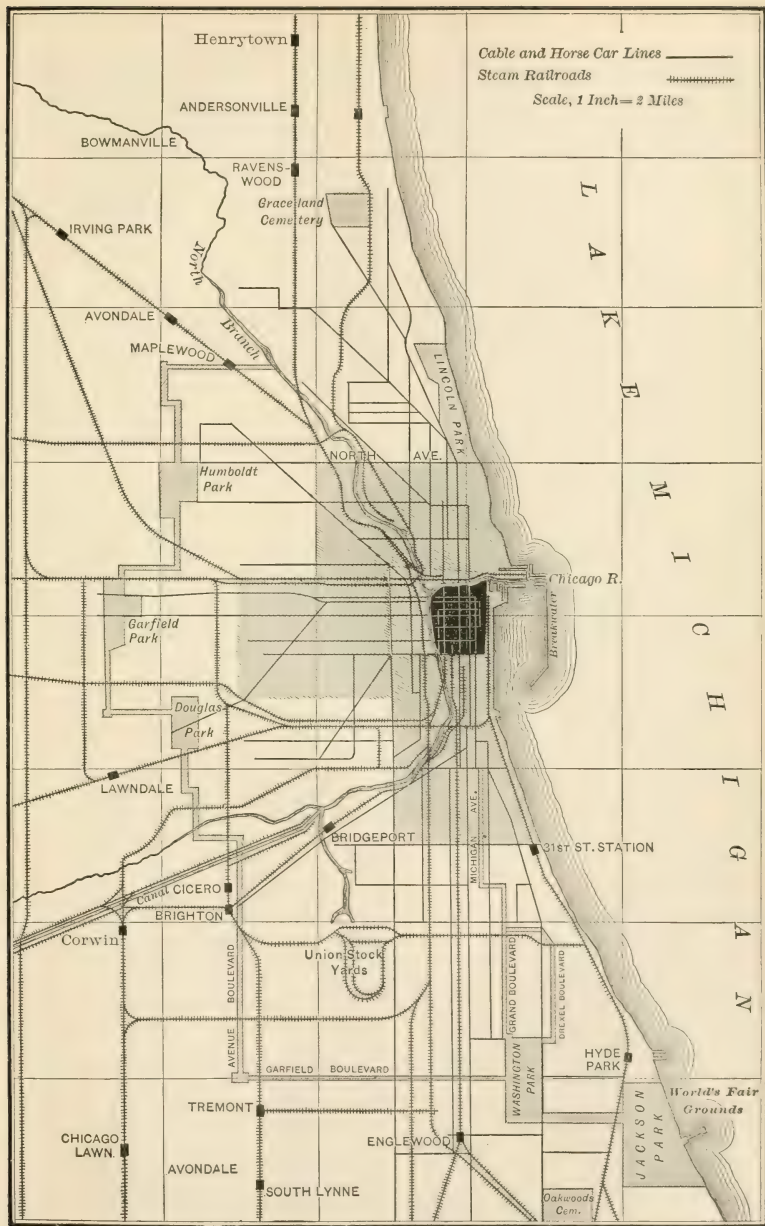 Henrytown
Cable and Horse Car Lines
Steam Railroads
Scale, 1 Inch = 2 Miles
ANDERSONVILLE
BOWMANVILLE
RAVENS-
WOOD
Graceland
Cemetery
IRVING PARK
North
Branch
AVONDALE
MAPLEWOOD
LINCOLN PARK
LAKE MICHIGAN
NORTH AVE.
Humboldt
Park
Chicago R.
Breakwater
Garfield
Park
Douglas
Park
LAWNDALE
MICHIGAN AVE.
BRIDGEPORT
31ST ST. STATION
Canal
CICERO
BRIGHTON
Corwin
Union Stock
Yards
AVENUE BOULEVARD
GRAND BOULEVARD
DREXEL BOULEVARD
HYDE
PARK
GARFIELD BOULEVARD
WASHINGTON
PARK
World's Fair
Grounds
JACKSON
PARK
TREMONT
ENGLEWOOD
CHICAGO
LAWN.
AVONDALE
SOUTH LYNNE
Oakwoods
Cem.